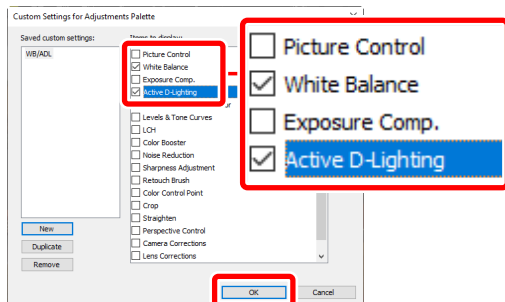 Custom Settings for Adjustments Palette
Saved custom settings:
Items to display:
WB/ADL
Picture Control
White Balance
Exposure Comp.
Active D-Lighting
Levels & Tone Curves
LCH
Color Booster
Noise Reduction
Sharpness Adjustment
Retouch Brush
Color Control Point
Crop
Straighten
Perspective Control
Camera Corrections
Lens Corrections
New
Duplicate
Remove
OK
Cancel
Picture Control
White Balance
Exposure Comp.
Active D-Lighting